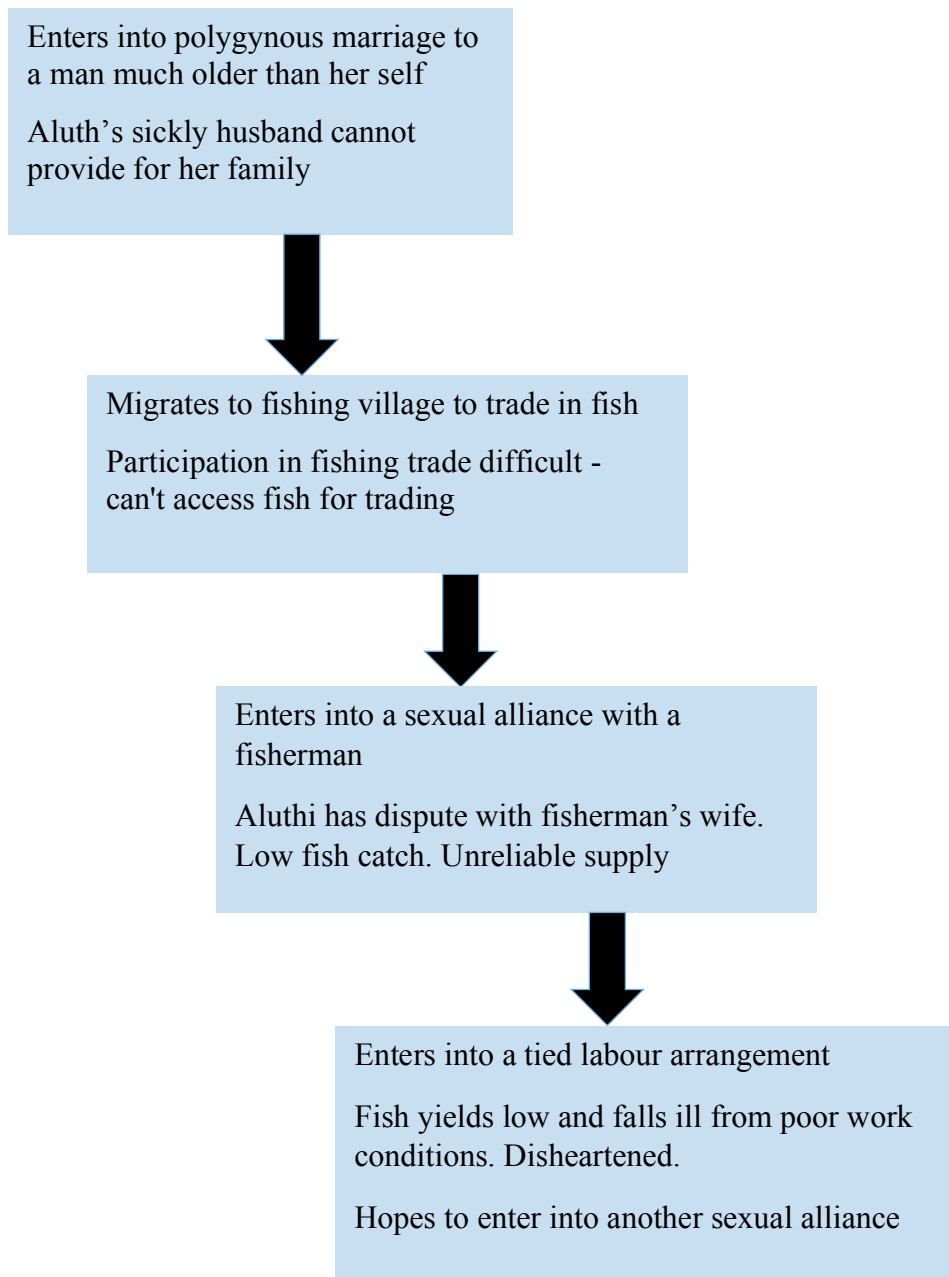 Enters into polygynous marriage to
a man much older than her self
Aluth’s sickly husband cannot
provide for her family
Migrates to fishing village to trade in fish
Participation in fishing trade difficult -
can't access fish for trading
Enters into a sexual alliance with a
fisherman
Aluthi has dispute with fisherman’s wife.
Low fish catch. Unreliable supply
Enters into a tied labour arrangement
Fish yields low and falls ill from poor work
conditions. Disheartened.
Hopes to enter into another sexual alliance